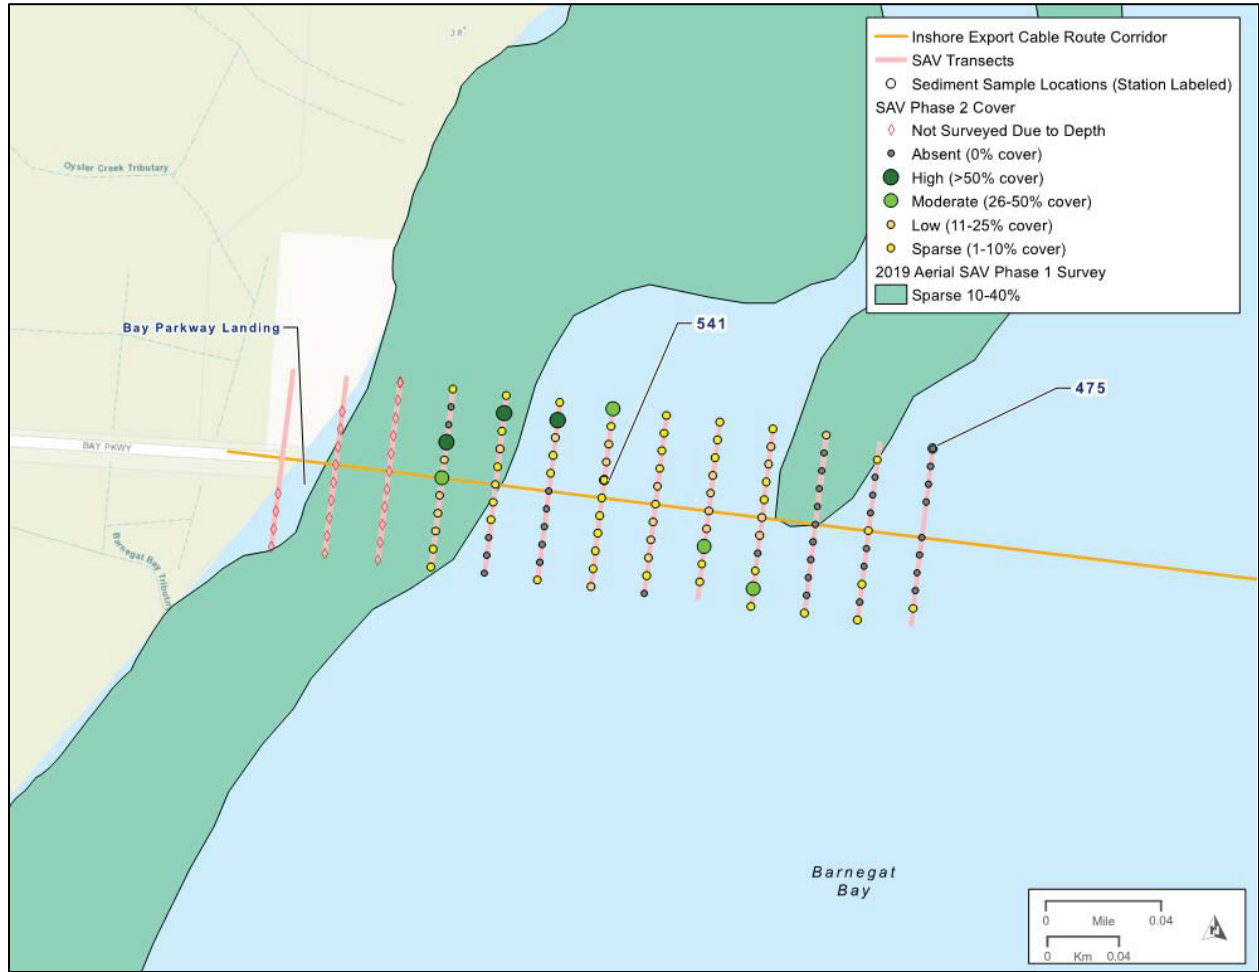 38"
Inshore Export Cable Route Corridor
SAV Transects
Sediment Sample Locations (Station Labeled)
SAV Phase 2 Cover
Not Surveyed Due to Depth
Absent (0% cover)
High (>50% cover)
Moderate (26-50% cover)
Low (11-25% cover)
Sparse (1-10% cover)
2019 Aerial SAV Phase 1 Survey
Sparse 10-40%
Oyster Creek Tributary
Bay Parkway Landing
541
475
BAY PKWY
Barnegat Bay Tributary
Barnegat
Bay
0 Mile 0.04
0 Km 0.04
N